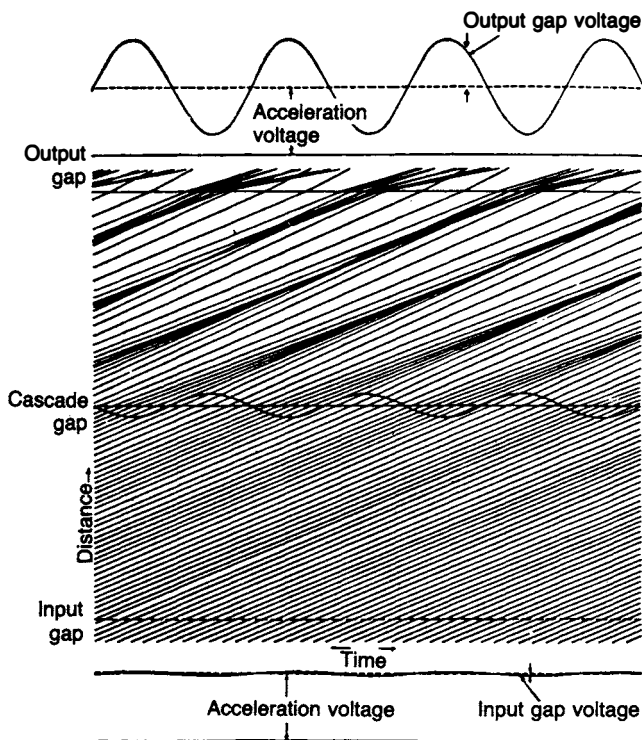 Output gap voltage
Acceleration
voltage
Output
gap
Cascade
gap
Distance→
Input
gap
Time→
Acceleration voltage
Input gap voltage